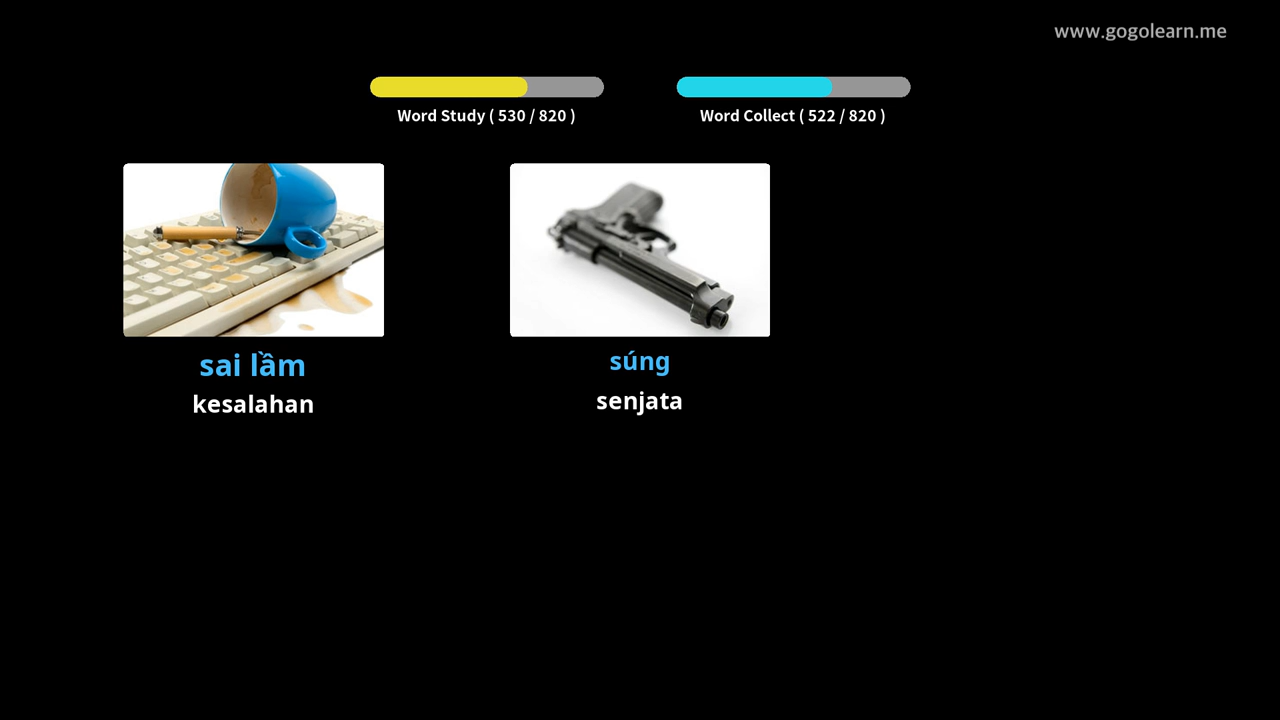 www.gogolearn.me
Word Study ( 530 / 820 )
Word Collect ( 522 / 820 )
sai lầm
kesalahan
súng
senjata